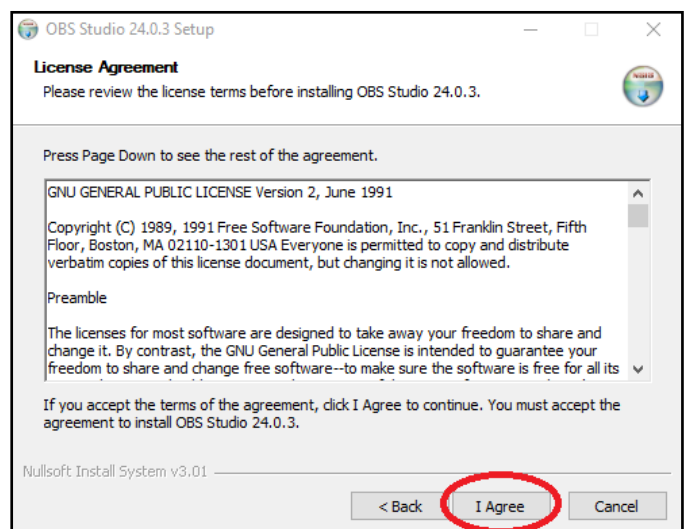 OBS Studio 24.0.3 Setup
License Agreement
Please review the license terms before installing OBS Studio 24.0.3.
Press Page Down to see the rest of the agreement.
GNU GENERAL PUBLIC LICENSE Version 2, June 1991
Copyright (C) 1989, 1991 Free Software Foundation, Inc., 51 Franklin Street, Fifth
Floor, Boston, MA 02110-1301 USA Everyone is permitted to copy and distribute
verbatim copies of this license document, but changing it is not allowed.
Preamble
The licenses for most software are designed to take away your freedom to share and
change it. By contrast, the GNU General Public License is intended to guarantee your
freedom to share and change free software--to make sure the software is free for all its
If you accept the terms of the agreement, click I Agree to continue. You must accept the
agreement to install OBS Studio 24.0.3.
Nullsoft Install System v3.01
< Back
I Agree
Cancel